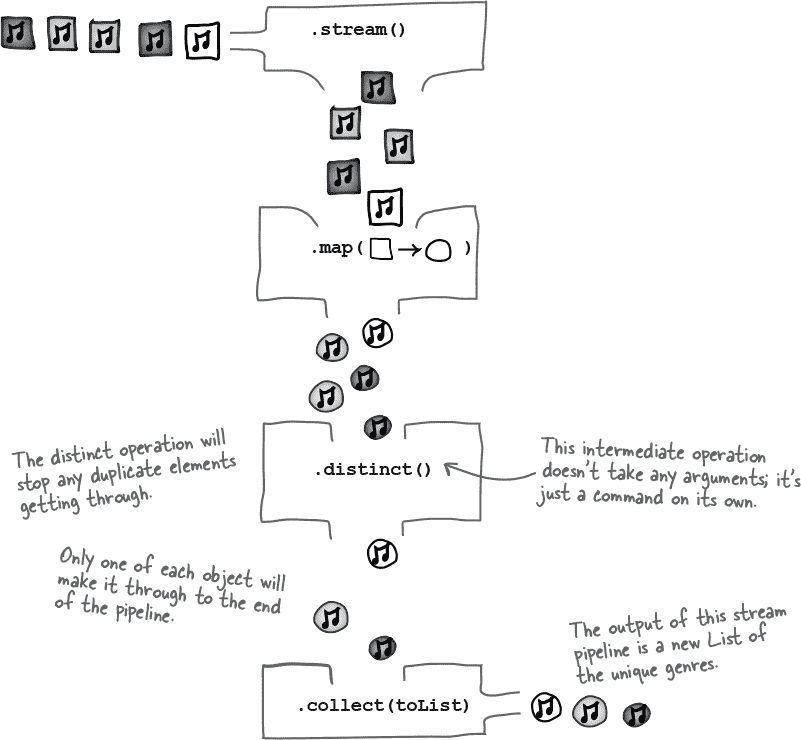 .stream()
.map( → )
The distinct operation will
stop any duplicate elements
getting through.
.distinct()
This intermediate operation
doesn't take any arguments; it's
just a command on its own.
Only one of each object will
make it through to the end
of the pipeline.
The output of this stream
pipeline is a new List of
the unique genres.
.collect(toList)